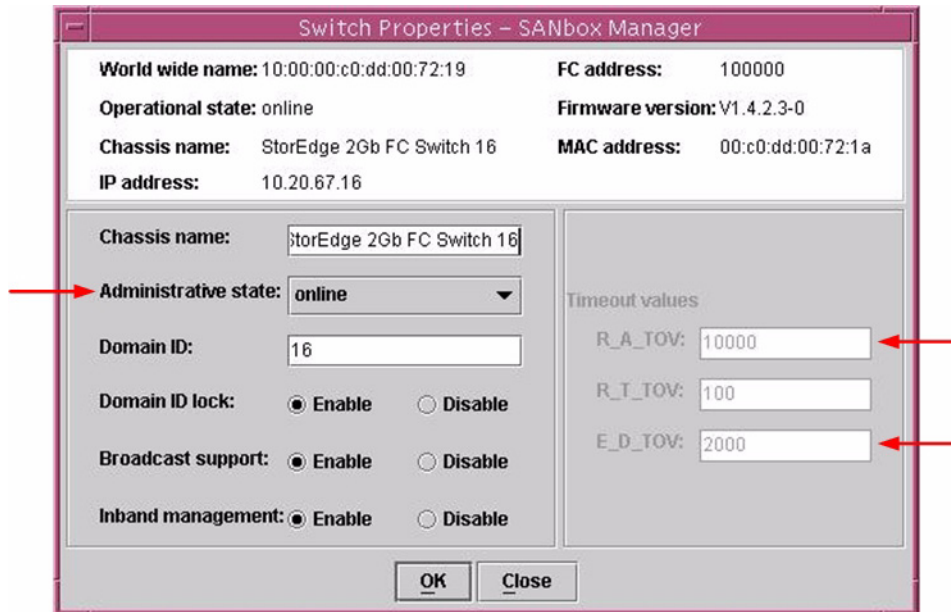 Switch Properties – SANbox Manager
World wide name: 10:00:00:c0:dd:00:72:19
FC address: 100000
Operational state: online
Firmware version: V1.4.2.3-0
Chassis name: StorEdge 2Gb FC Switch 16
MAC address: 00:c0:dd:00:72:1a
IP address: 10.20.67.16
Chassis name: StorEdge 2Gb FC Switch 16
Administrative state: online
Domain ID: 16
Domain ID lock: Enable Disable
Broadcast support: Enable Disable
Inband management: Enable Disable
Timeout values
R_A_TOV: 10000
R_T_TOV: 100
E_D_TOV: 2000
OK Close